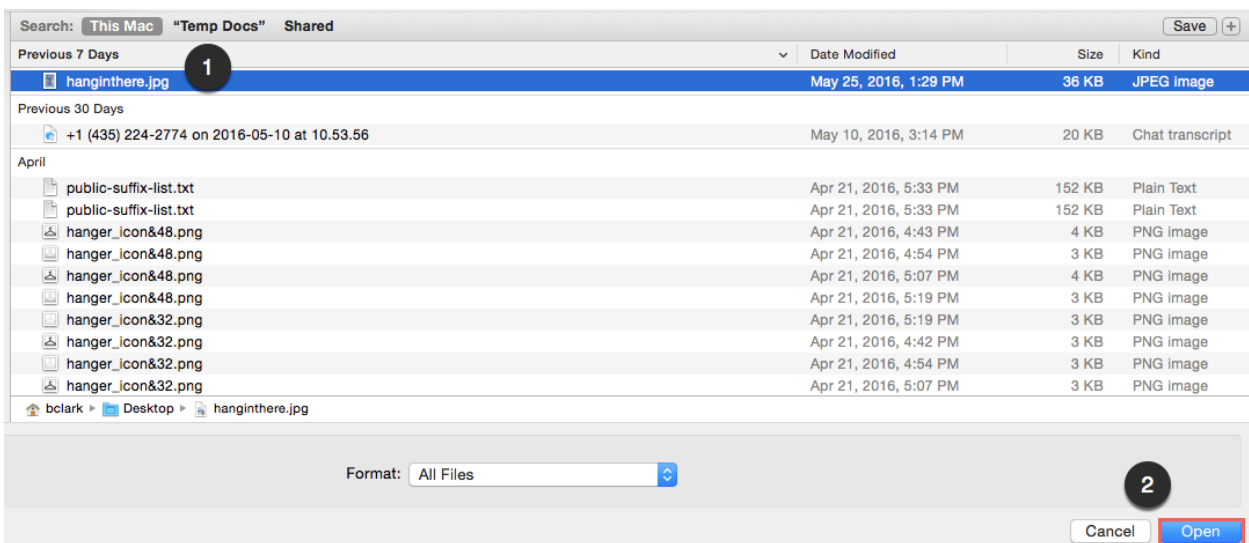 Search: This Mac “Temp Docs” Shared Save +
Previous 7 Days Date Modified Size Kind
1
hanginthere.jpg May 25, 2016, 1:29 PM 36 KB JPEG image
Previous 30 Days
+1 (435) 224-2774 on 2016-05-10 at 10.53.56 May 10, 2016, 3:14 PM 20 KB Chat transcript
April
public-suffix-list.txt Apr 21, 2016, 5:33 PM 152 KB Plain Text
public-suffix-list.txt Apr 21, 2016, 5:33 PM 152 KB Plain Text
hanger_icon&48.png Apr 21, 2016, 4:43 PM 4 KB PNG image
hanger_icon&48.png Apr 21, 2016, 4:54 PM 3 KB PNG image
hanger_icon&48.png Apr 21, 2016, 5:07 PM 4 KB PNG image
hanger_icon&48.png Apr 21, 2016, 5:19 PM 3 KB PNG image
hanger_icon&32.png Apr 21, 2016, 5:19 PM 3 KB PNG image
hanger_icon&32.png Apr 21, 2016, 4:42 PM 3 KB PNG image
hanger_icon&32.png Apr 21, 2016, 4:54 PM 3 KB PNG image
hanger_icon&32.png Apr 21, 2016, 5:07 PM 3 KB PNG image
bclark Desktop hanginthere.jpg
Format: All Files
2
Cancel Open